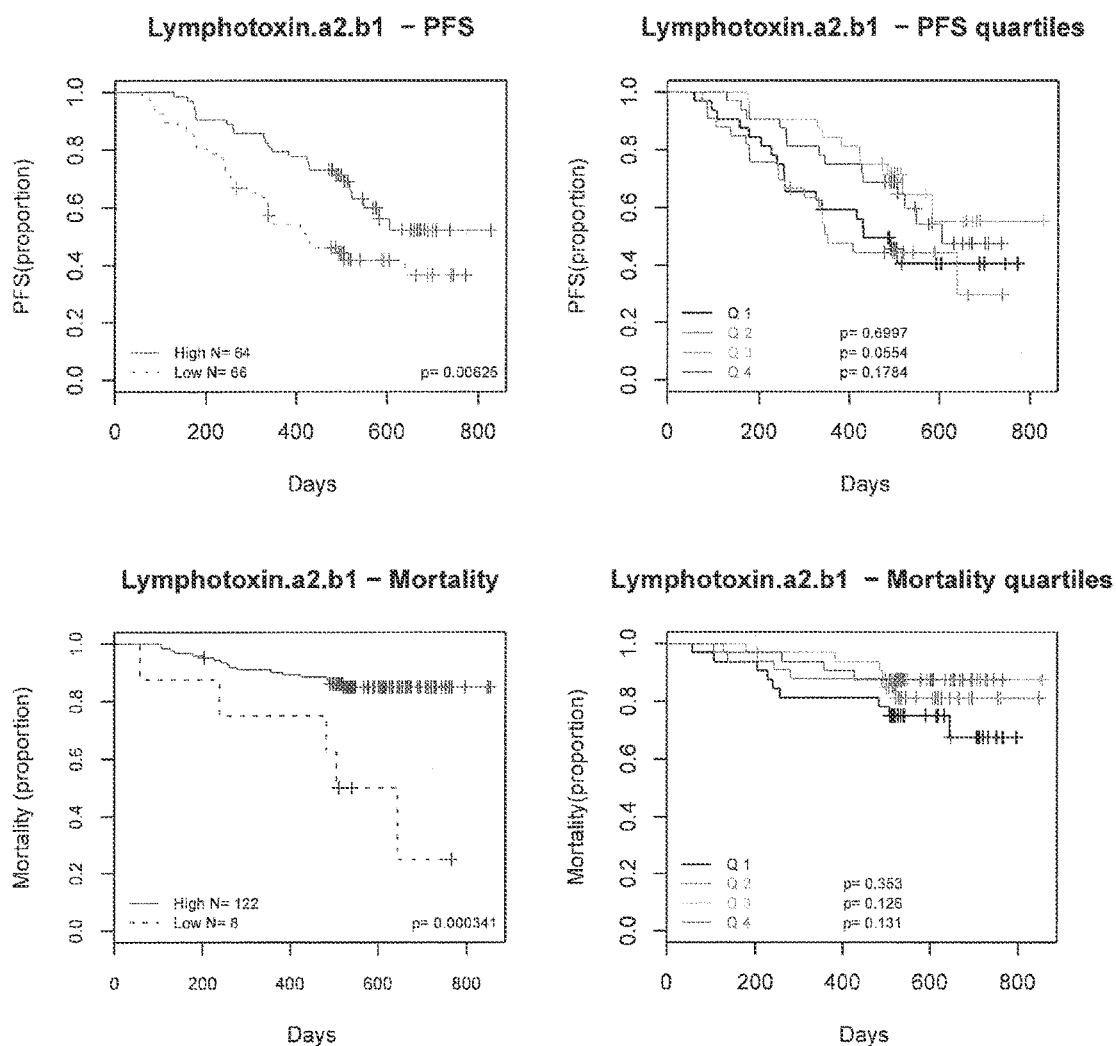 Lymphotoxin.a2.b1 – PFS
PFS(proportion)
1.0
0.8
0.6
0.4
0.2
0.0
High N= 64
Low N= 66
p= 0.00625
0 200 400 600 800
Days
Lymphotoxin.a2.b1 – PFS quartiles
PFS(proportion)
1.0
0.8
0.6
0.4
0.2
0.0
Q 1
Q 2 p= 0.6997
Q 3 p= 0.0554
Q 4 p= 0.1784
0 200 400 600 800
Days
Lymphotoxin.a2.b1 – Mortality
Mortality (proportion)
1.0
0.8
0.6
0.4
0.2
0.0
High N= 122
Low N= 8
p= 0.000341
0 200 400 600 800
Days
Lymphotoxin.a2.b1 – Mortality quartiles
Mortality(proportion)
1.0
0.8
0.6
0.4
0.2
0.0
Q 1
Q 2 p= 0.353
Q 3 p= 0.126
Q 4 p= 0.131
0 200 400 600 800
Days